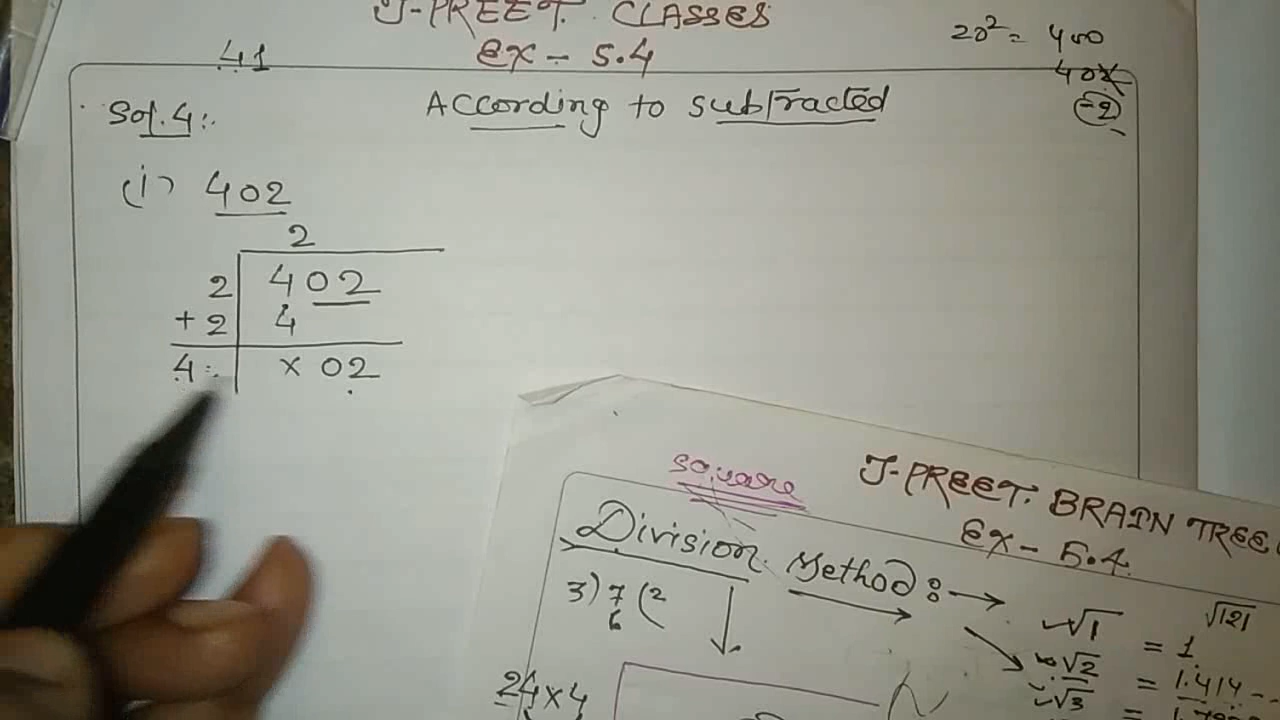 J-PREET. CLASSES
Ex - 5.4
41
20² = 400
402
-2
Sol. 4:.
According to subtracted
(i) 402
2
2 402
+ 2 4
4 x 02
square
J-PREET. BRAIN TREE
Ex - 5.4.
Division Method :→
3) 7 (2
6
√121
√1 = 1
√2 = 1.414 - -
√3 =
24x4